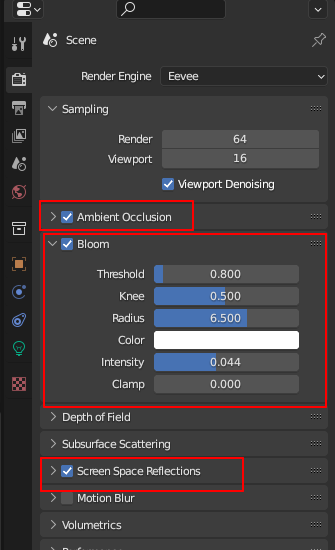 Scene
Render Engine Eevee
Sampling
Render 64
Viewport 16
Viewport Denoising
Ambient Occlusion
Bloom
Threshold 0.800
Knee 0.500
Radius 6.500
Color
Intensity 0.044
Clamp 0.000
Depth of Field
Subsurface Scattering
Screen Space Reflections
Motion Blur
Volumetrics